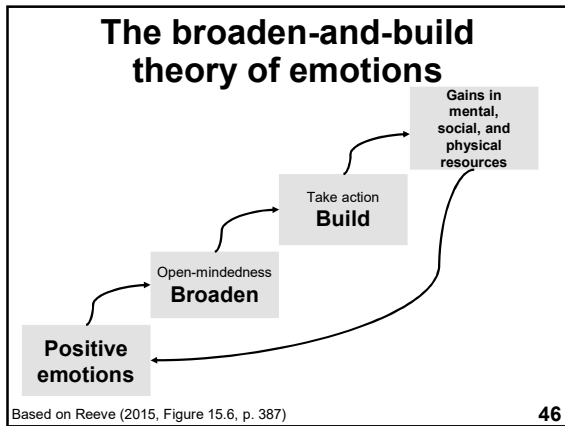 The broaden-and-build
theory of emotions
Gains in
mental,
social, and
physical
resources
Take action
Build
Open-mindedness
Broaden
Positive
emotions
Based on Reeve (2015, Figure 15.6, p. 387)
46